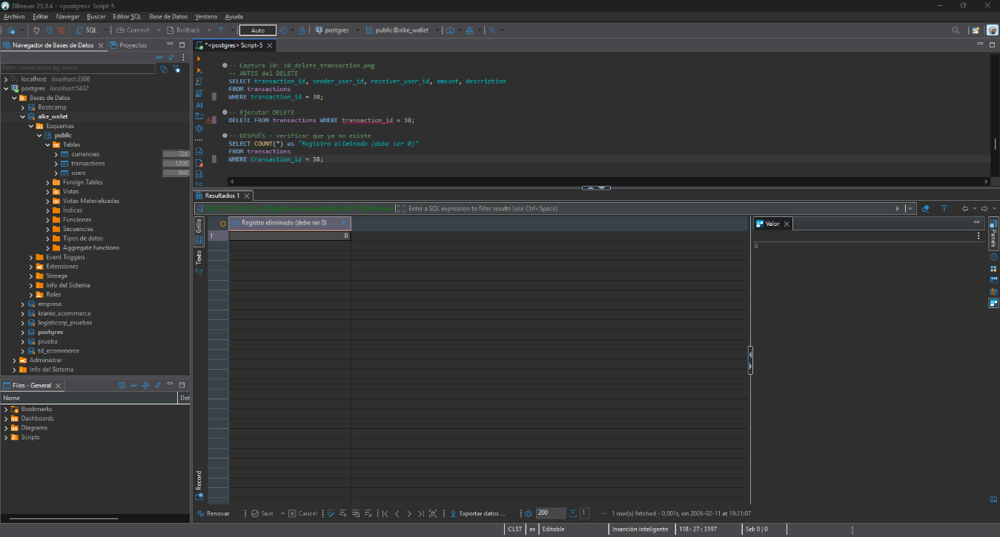 DBeaver 25.3.4 - <postgres> Script-5
Archivo Editar Navegar Buscar Editor SQL Base de Datos Ventana Ayuda
SQL Commit Rollback T Auto postgres public@alke_wallet
Navegador de Bases de Datos Proyectos
*<postgres> Script-5
Filter connections by name
localhost localhost:3306
postgres localhost:5432
Bases de Datos
Bootcamp
alke_wallet
Esquemas
public
Tablas
currencies 72K
transactions 120K
users 96K
Foreign Tables
Vistas
Vistas Materializadas
Índices
Funciones
Secuencias
Tipos de datos
Aggregate functions
Event Triggers
Extensiones
Storage
Info del Sistema
Roles
empresa
kranio_ecommerce
logisticorp_pruebas
postgres
prueba
td_ecommerce
Administrar
Info del Sistema
Files - General
Name Dat
Bookmarks
Dashboards
Diagrams
Scripts
-- Captura 10: 10_delete_transaction.png
-- ANTES del DELETE
SELECT transaction_id, sender_user_id, receiver_user_id, amount, description
FROM transactions
WHERE transaction_id = 38;
-- Ejecutar DELETE
DELETE FROM transactions WHERE transaction_id = 38;
-- DESPUÉS - verificar que ya no existe
SELECT COUNT(*) as "Registro eliminado (debe ser 0)"
FROM transactions
WHERE transaction_id = 38;
AI
Resultados 1
Enter a SQL expression to filter results (use Ctrl+Space)
Grilla
Texto
Record
123 Registro eliminado (debe ser 0)
1 0
Valor
0
Panels
Renovar Save Cancel Exportar datos ... 200 1 1 row(s) fetched - 0,001s, on 2026-02-11 at 19:21:07
CLST es Editable Inserción inteligente 118 : 27 : 3197 Sel: 0 | 0